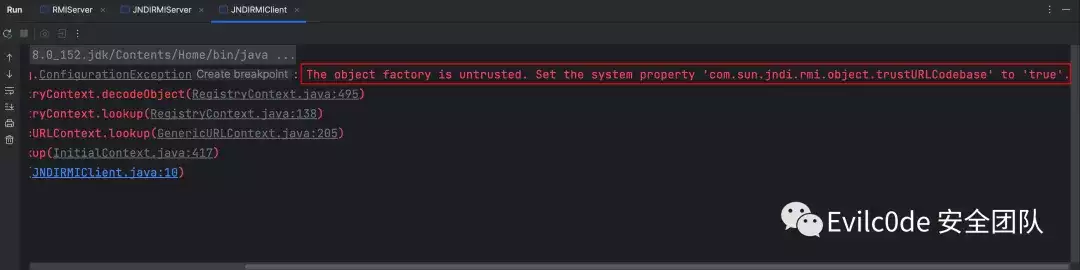 Run RMIServer × JNDIRMIServer × JNDIRMIClient ×
8.0_152.jdk/Contents/Home/bin/java ...
g.ConfigurationException Create breakpoint : The object factory is untrusted. Set the system property 'com.sun.jndi.rmi.object.trustURLCodebase' to 'true'.
ryContext.decodeObject(RegistryContext.java:495)
ryContext.lookup(RegistryContext.java:138)
URLContext.lookup(GenericURLContext.java:205)
up(InitialContext.java:417)
JNDIRMIClient.java:10)
Evilc0de 安全团队